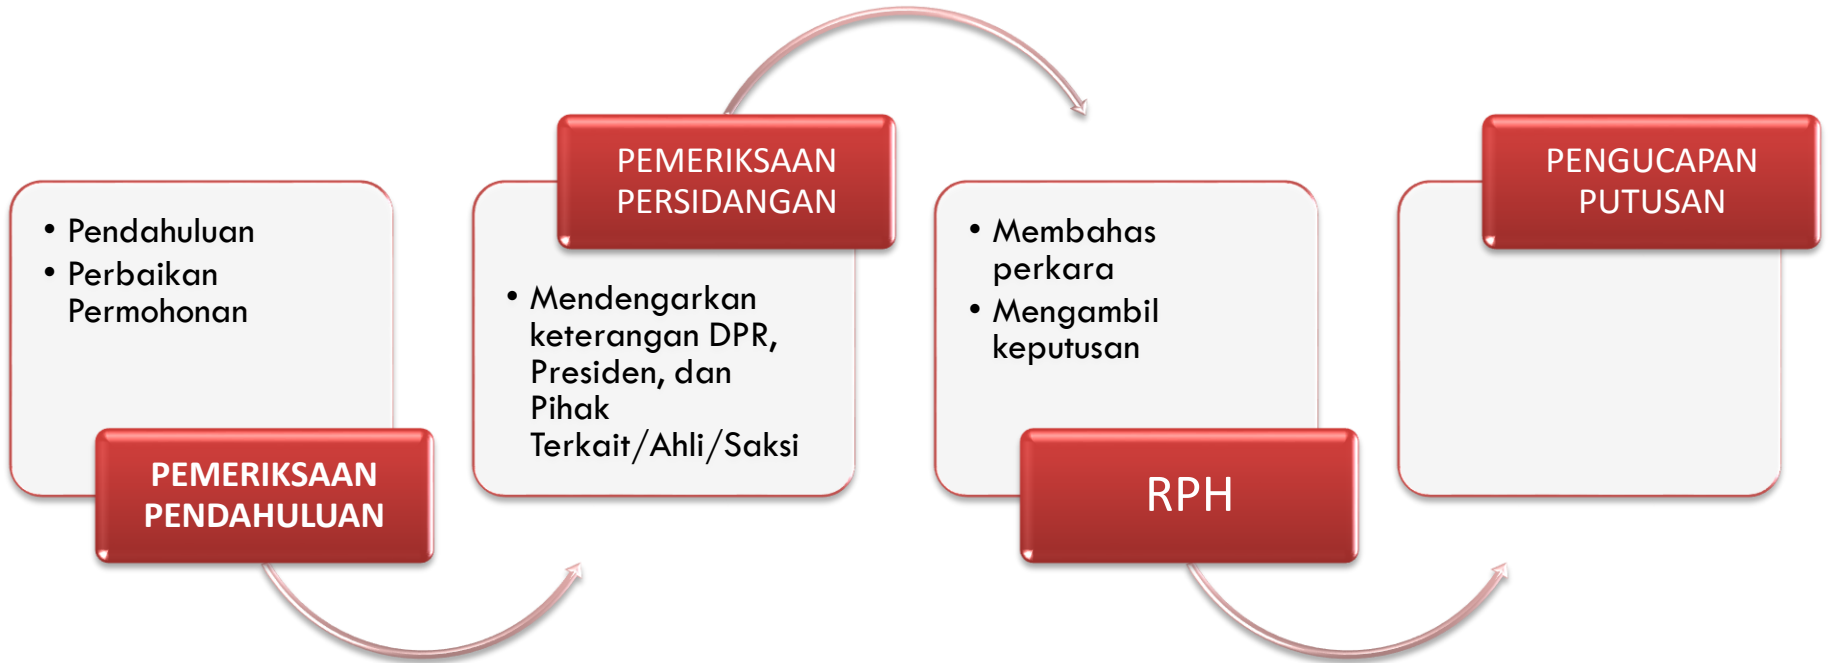 • Pendahuluan
• Perbaikan
Permohonan
PEMERIKSAAN
PENDAHULUAN
PEMERIKSAAN
PERSIDANGAN
• Mendengarkan
keterangan DPR,
Presiden, dan
Pihak
Terkait/Ahli/Saksi
• Membahas
perkara
• Mengambil
keputusan
RPH
PENGUCAPAN
PUTUSAN